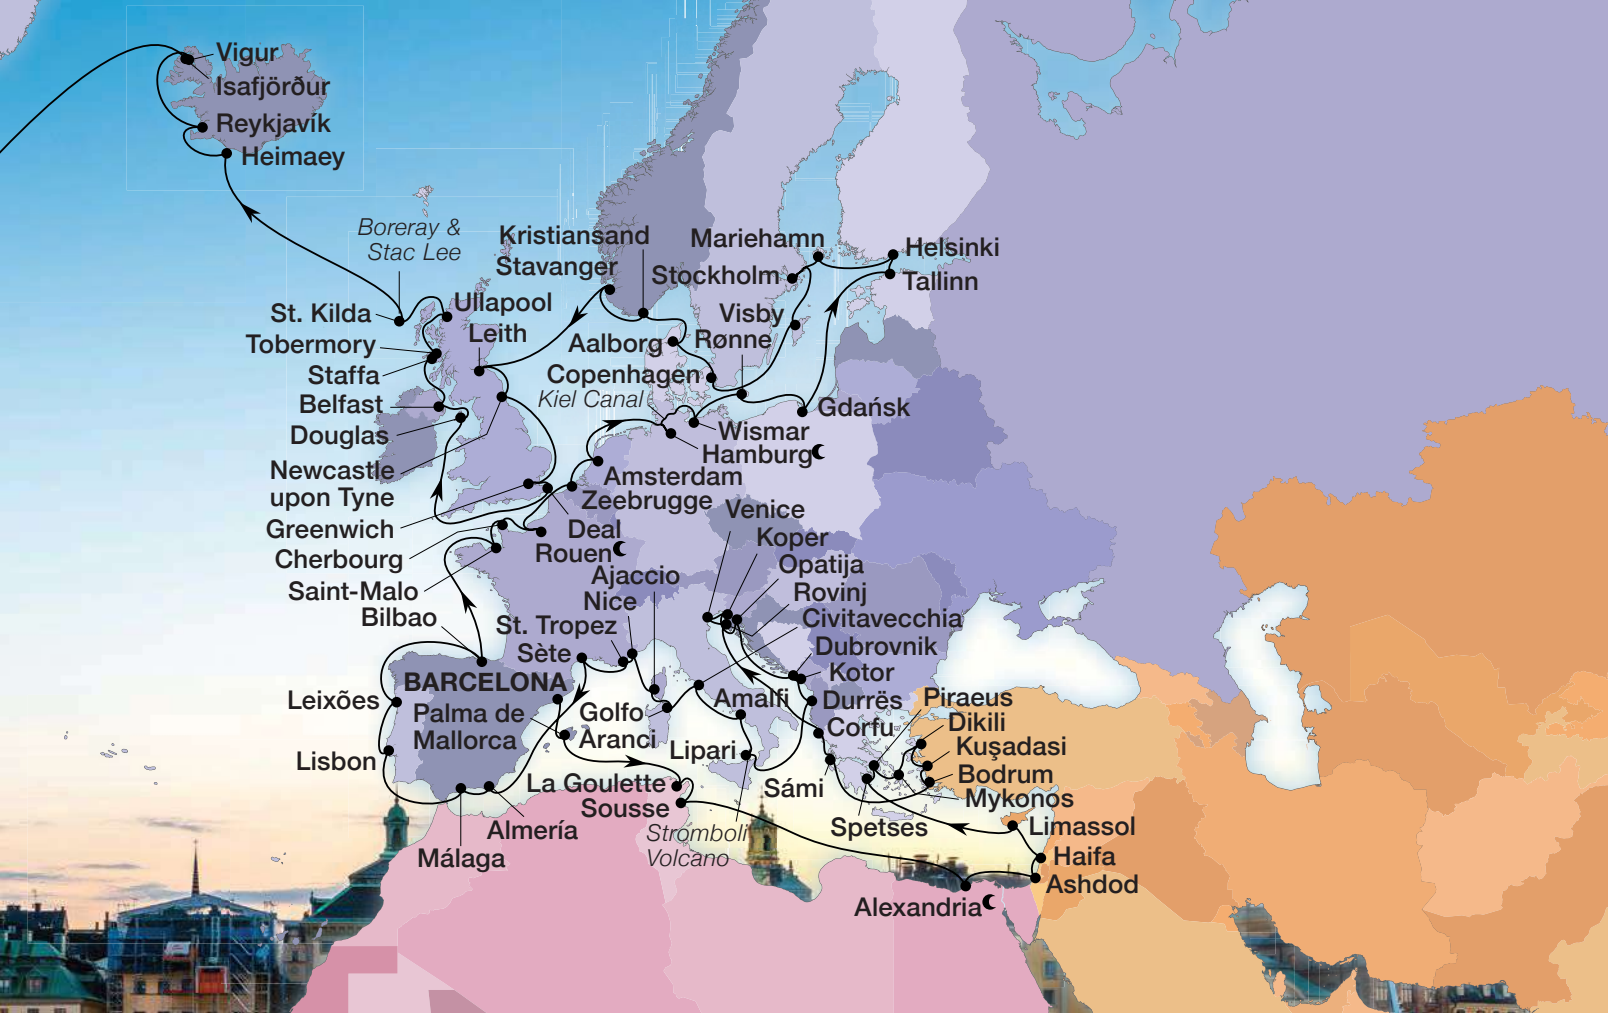 Vigur
Isafjörður
Reykjavík
Heimaey
Boreray &
Stac Lee
Kristiansand
Stavanger
Mariehamn
Helsinki
Stockholm
Tallinn
St. Kilda
Ullapool
Leith
Visby
Tobermory
Aalborg
Rønne
Staffa
Copenhagen
Kiel Canal
Belfast
Gdańsk
Douglas
Wismar
Hamburg
Newcastle
upon Tyne
Amsterdam
Zeebrugge
Greenwich
Deal
Venice
Cherbourg
Rouen
Koper
Saint-Malo
Ajaccio
Opatija
Bilbao
Nice
Rovinj
St. Tropez
Civitavecchia
Sète
Dubrovnik
BARCELONA
Kotor
Leixões
Palma de
Mallorca
Golfo
Aranci
Amalfi
Durrës
Piraeus
Corfu
Dikili
Lisbon
Lipari
Kuşadasi
La Goulette
Sámi
Bodrum
Sousse
Mykonos
Almería
Stromboli
Volcano
Spetses
Limassol
Málaga
Haifa
Ashdod
Alexandria